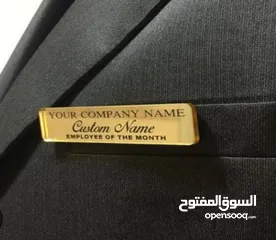 YOUR COMPANY NAME
Custom Name
EMPLOYEE OF THE MONTH
السوق المفتوح
opensooq.com